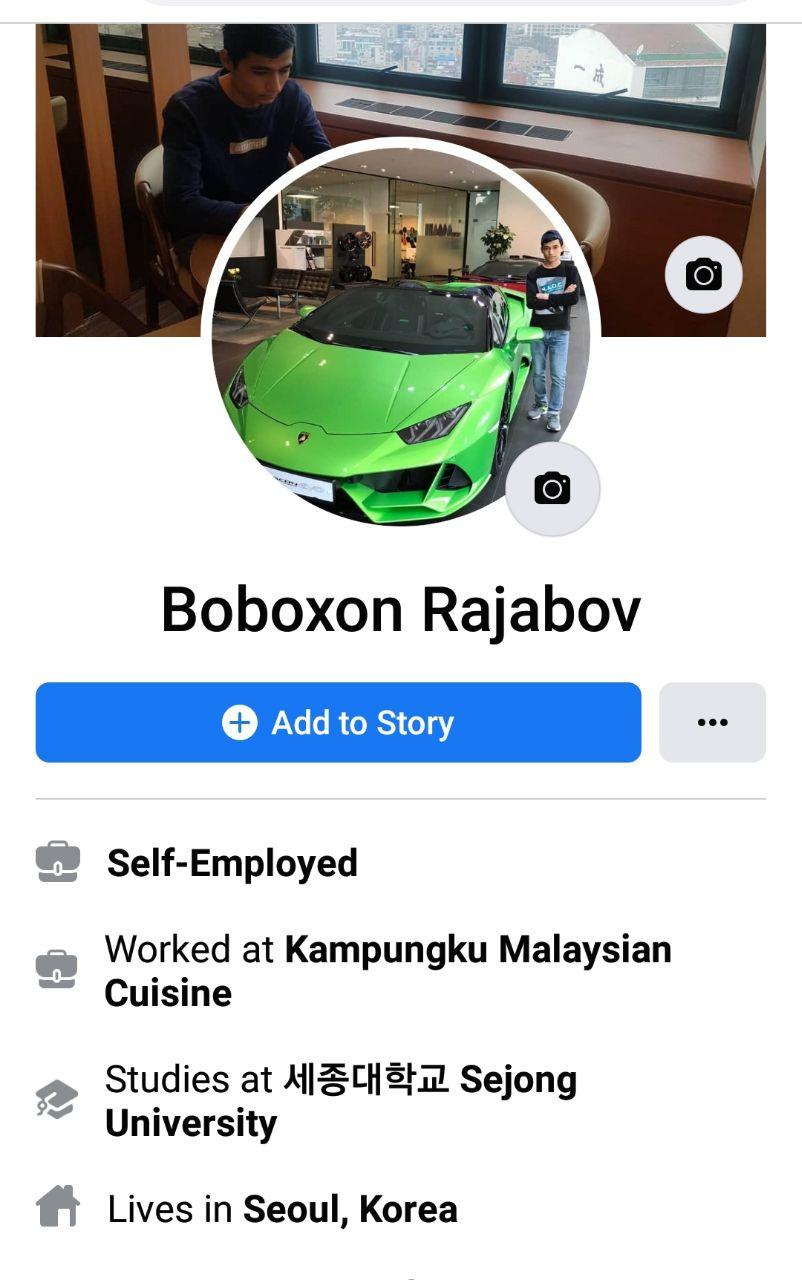 Boboxon Rajabov
Add to Story
Self-Employed
Worked at Kampungku Malaysian
Cuisine
Studies at 세종대학교 Sejong
University
Lives in Seoul, Korea